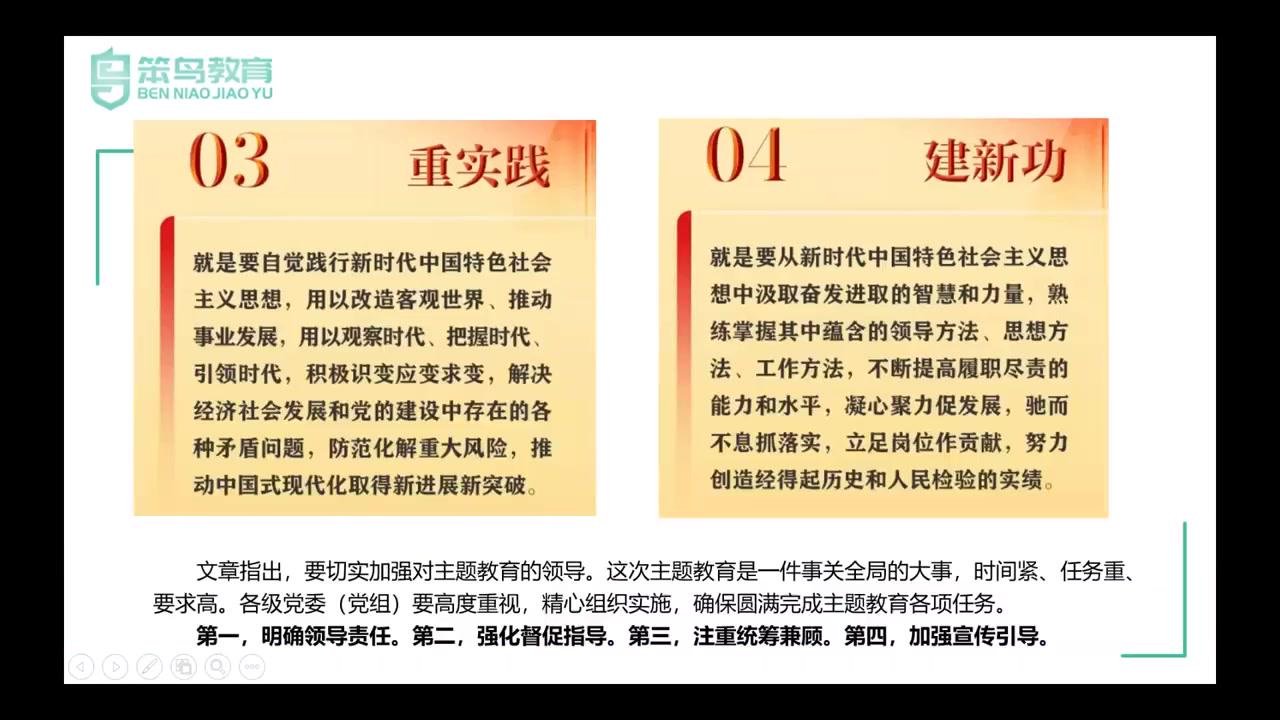 笨鸟教育
BEN NIAO JIAO YU
03 重实践
就是要自觉践行新时代中国特色社会
主义思想，用以改造客观世界、推动
事业发展，用以观察时代、把握时代、
引领时代，积极识变应变求变，解决
经济社会发展和党的建设中存在的各
种矛盾问题，防范化解重大风险，推
动中国式现代化取得新进展新突破。
04 建新功
就是要从新时代中国特色社会主义思
想中汲取奋发进取的智慧和力量，熟
练掌握其中蕴含的领导方法、思想方
法、工作方法，不断提高履职尽责的
能力和水平，凝心聚力促发展，驰而
不息抓落实，立足岗位作贡献，努力
创造经得起历史和人民检验的实绩。
文章指出，要切实加强对主题教育的领导。这次主题教育是一件事关全局的大事，时间紧、任务重、
要求高。各级党委（党组）要高度重视，精心组织实施，确保圆满完成主题教育各项任务。
第一，明确领导责任。第二，强化督促指导。第三，注重统筹兼顾。第四，加强宣传引导。